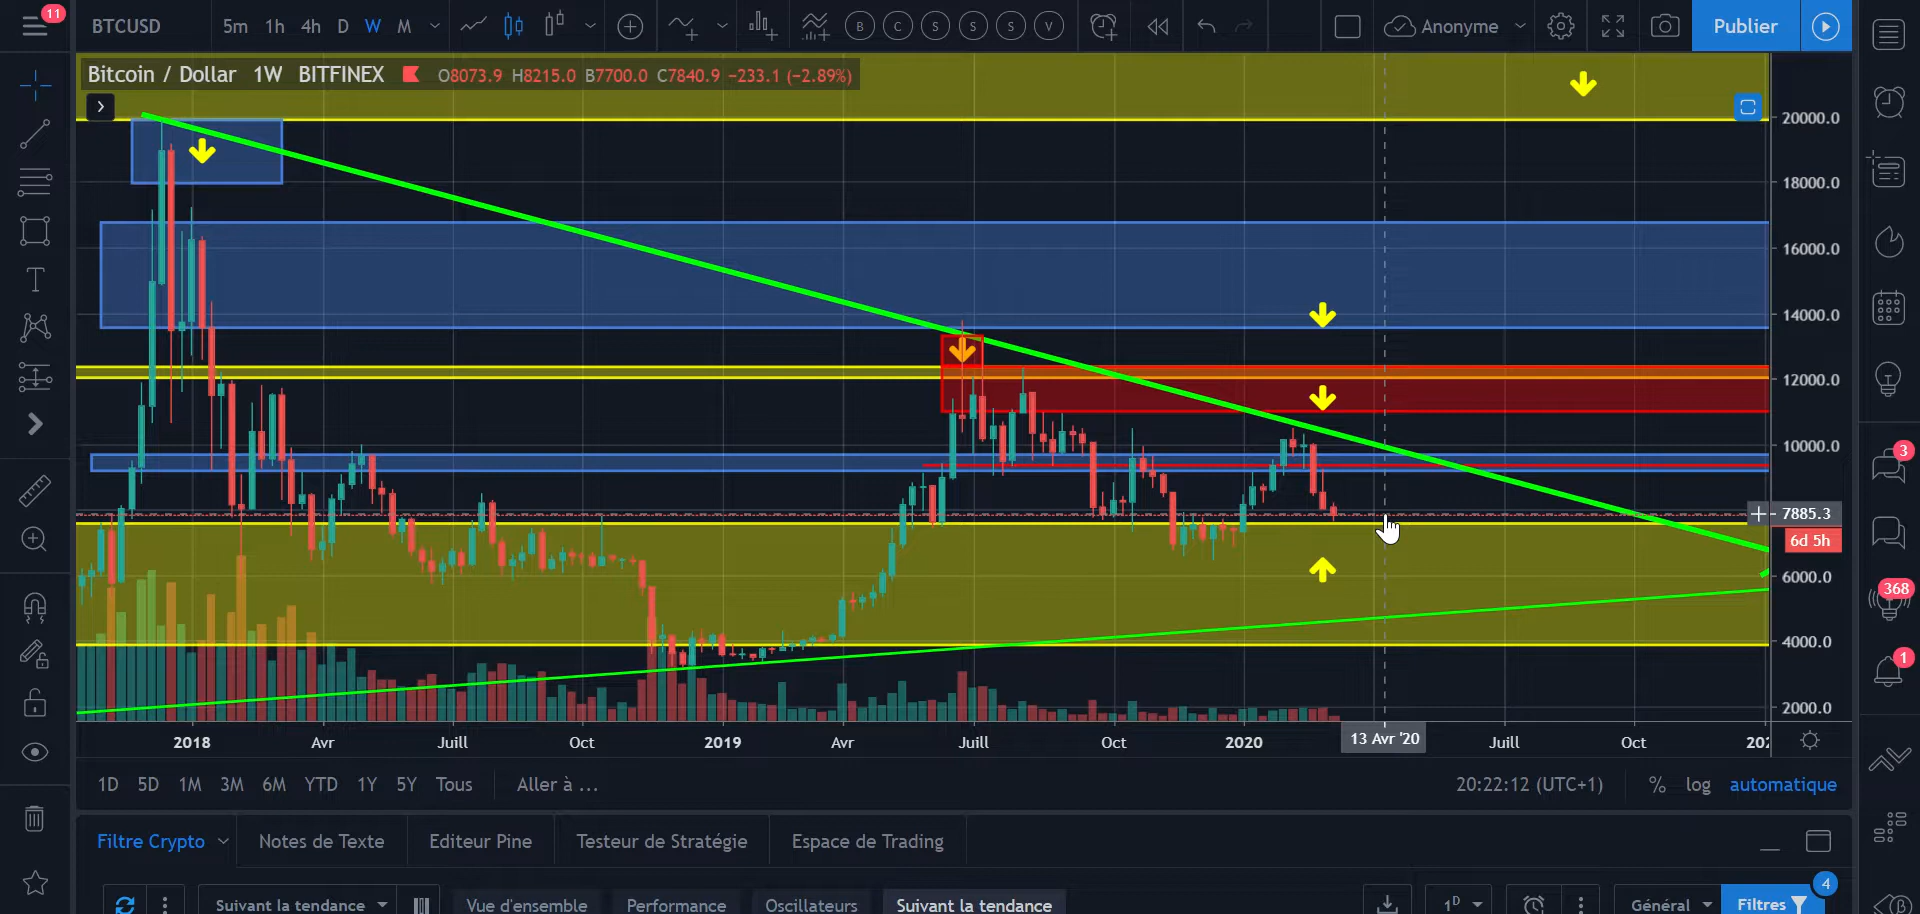 11
BTCUSD 5m 1h 4h D W M B C S S S V Anonyme Publier
Bitcoin / Dollar 1W BITFINEX O8073.9 H8215.0 B7700.0 C7840.9 −233.1 (−2.89%)
20000.0
18000.0
16000.0
14000.0
12000.0
10000.0
7885.3
6d 5h
6000.0
4000.0
2000.0
3
368
1
T
2018 Avr Juill Oct 2019 Avr Juill Oct 2020 13 Avr '20 Juill Oct
1D 5D 1M 3M 6M YTD 1Y 5Y Tous Aller à ... 20:22:12 (UTC+1) % log automatique
Filtre Crypto Notes de Texte Editeur Pine Testeur de Stratégie Espace de Trading
4
Suivant la tendance Vue d'ensemble Performance Oscillateurs Suivant la tendance 1D Général Filtres